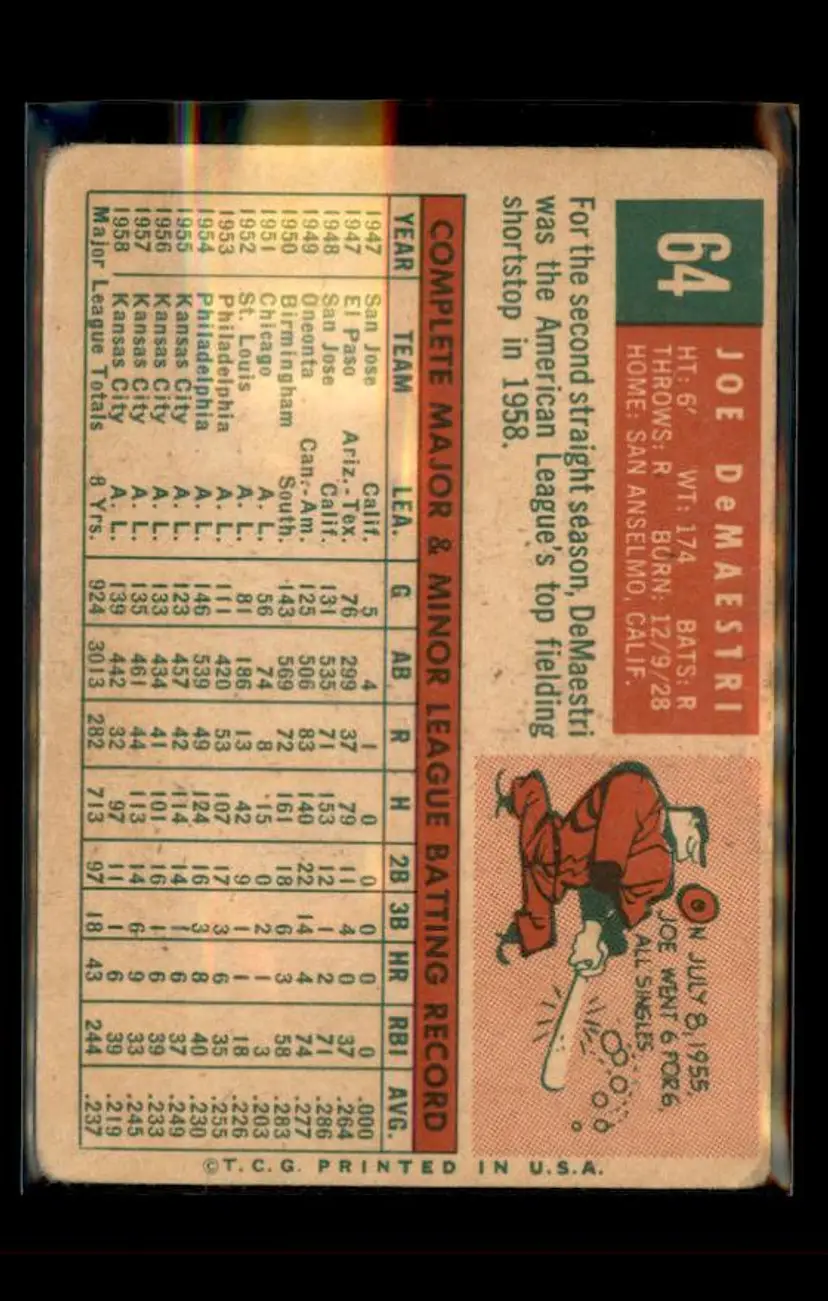 64
JOE DeMAESTRI
HT: 6' WT: 174 BATS: R
THROWS: R BORN: 12/9/28
HOME: SAN ANSELMO, CALIF.
For the second straight season, DeMaestri
was the American League's top fielding
shortstop in 1958.
ON JULY 8, 1955,
JOE WENT 6 FOR 6,
ALL SINGLES
COMPLETE MAJOR & MINOR LEAGUE BATTING RECORD
YEAR TEAM LEA. G AB R H 2B 3B HR RBI AVG.
1947 San Jose Calif. 5 4 1 0 0 0 0 0 .000
1947 El Paso Ariz.-Tex. 76 299 37 79 11 4 0 37 .264
1948 San Jose Calif. 131 535 71 153 12 1 2 71 .286
1949 Oneonta Can.-Am. 125 506 83 140 22 14 4 74 .277
1950 Birmingham South. 143 569 72 161 18 6 3 58 .283
1951 Chicago A. L. 56 74 8 15 0 2 1 3 .203
1952 St. Louis A. L. 81 186 13 42 9 1 1 18 .226
1953 Philadelphia A. L. 111 420 53 107 17 3 6 35 .255
1954 Philadelphia A. L. 146 539 49 124 16 3 8 40 .230
1955 Kansas City A. L. 123 457 42 114 14 1 6 37 .249
1956 Kansas City A. L. 133 434 41 101 16 1 6 39 .233
1957 Kansas City A. L. 135 461 44 113 14 6 9 33 .245
1958 Kansas City A. L. 139 442 32 97 11 1 6 39 .219
Major League Totals 8 Yrs. 924 3013 282 713 97 18 43 244 .237
©T.C.G. PRINTED IN U.S.A.